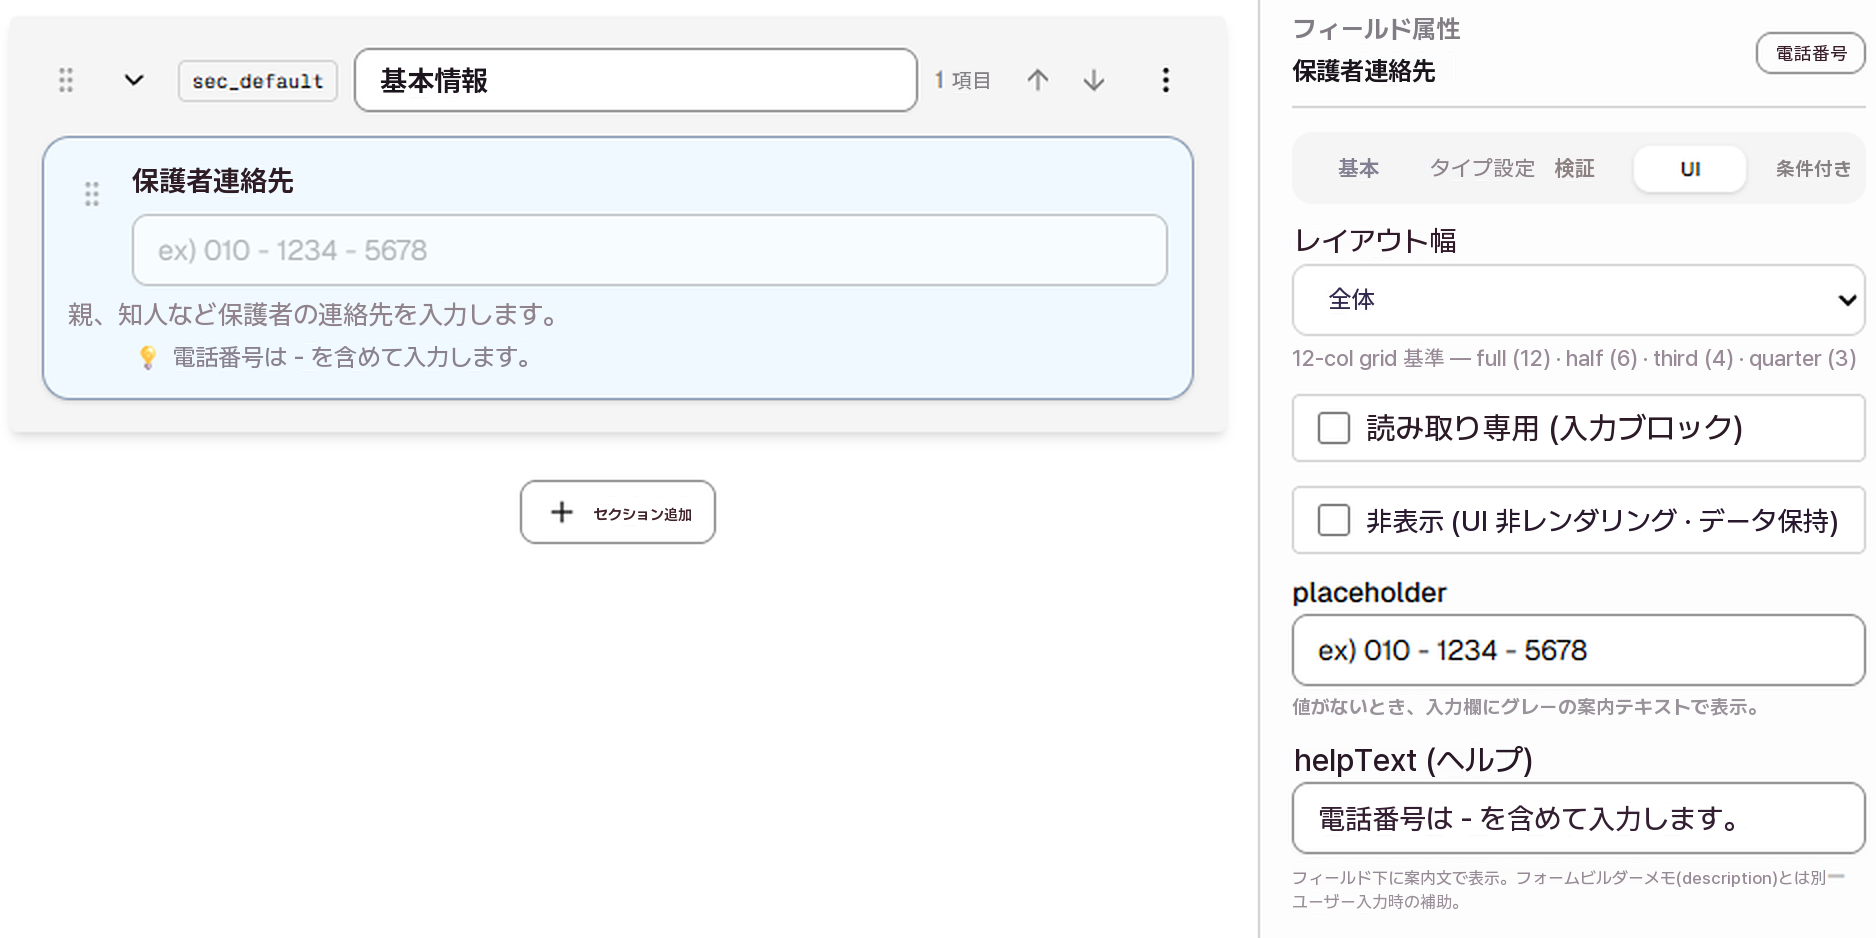 sec_default
基本情報
1 項目
保護者連絡先
ex) 010 - 1234 - 5678
親、知人など保護者の連絡先を入力します。
電話番号は - を含めて入力します。
セクション追加
フィールド属性
保護者連絡先
電話番号
基本 タイプ設定 検証 UI 条件付き
レイアウト幅
全体
12-col grid 基準 — full (12) · half (6) · third (4) · quarter (3)
読み取り専用 (入力ブロック)
非表示 (UI 非レンダリング · データ保持)
placeholder
ex) 010 - 1234 - 5678
値がないとき、入力欄にグレーの案内テキストで表示。
helpText (ヘルプ)
電話番号は - を含めて入力します。
フィールド下に案内文で表示。フォームビルダーメモ(description)とは別ー
ユーザー入力時の補助。